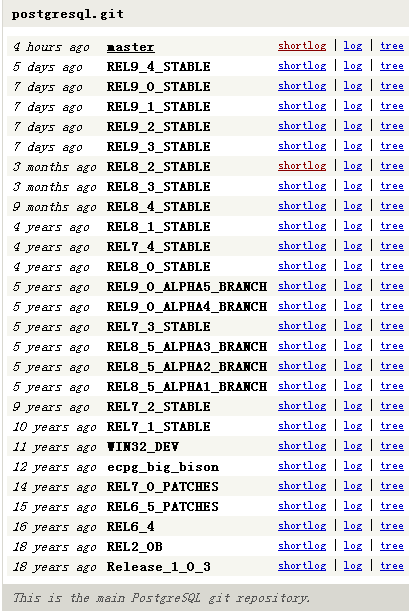 postgresql.git
4 hours ago master shortlog | log | tree
5 days ago REL9_4_STABLE shortlog | log | tree
7 days ago REL9_0_STABLE shortlog | log | tree
7 days ago REL9_1_STABLE shortlog | log | tree
7 days ago REL9_2_STABLE shortlog | log | tree
7 days ago REL9_3_STABLE shortlog | log | tree
3 months ago REL8_2_STABLE shortlog | log | tree
3 months ago REL8_3_STABLE shortlog | log | tree
9 months ago REL8_4_STABLE shortlog | log | tree
4 years ago REL8_1_STABLE shortlog | log | tree
4 years ago REL7_4_STABLE shortlog | log | tree
4 years ago REL8_0_STABLE shortlog | log | tree
5 years ago REL9_0_ALPHA5_BRANCH shortlog | log | tree
5 years ago REL9_0_ALPHA4_BRANCH shortlog | log | tree
5 years ago REL7_3_STABLE shortlog | log | tree
5 years ago REL8_5_ALPHA3_BRANCH shortlog | log | tree
5 years ago REL8_5_ALPHA2_BRANCH shortlog | log | tree
5 years ago REL8_5_ALPHA1_BRANCH shortlog | log | tree
9 years ago REL7_2_STABLE shortlog | log | tree
10 years ago REL7_1_STABLE shortlog | log | tree
11 years ago WIN32_DEV shortlog | log | tree
12 years ago ecpg_big_bison shortlog | log | tree
14 years ago REL7_0_PATCHES shortlog | log | tree
15 years ago REL6_5_PATCHES shortlog | log | tree
16 years ago REL6_4 shortlog | log | tree
18 years ago REL2_0B shortlog | log | tree
18 years ago Release_1_0_3 shortlog | log | tree
This is the main PostgreSQL git repository.